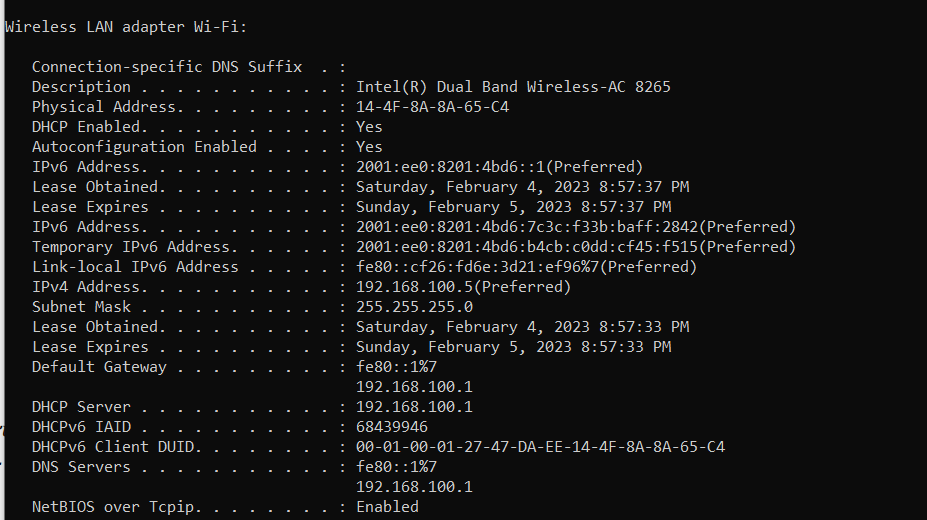 Wireless LAN adapter Wi-Fi:
Connection-specific DNS Suffix  . :
Description . . . . . . . . . . . : Intel(R) Dual Band Wireless-AC 8265
Physical Address. . . . . . . . . : 14-4F-8A-8A-65-C4
DHCP Enabled. . . . . . . . . . . : Yes
Autoconfiguration Enabled . . . . : Yes
IPv6 Address. . . . . . . . . . . : 2001:ee0:8201:4bd6::1(Preferred)
Lease Obtained. . . . . . . . . . : Saturday, February 4, 2023 8:57:37 PM
Lease Expires . . . . . . . . . . : Sunday, February 5, 2023 8:57:37 PM
IPv6 Address. . . . . . . . . . . : 2001:ee0:8201:4bd6:7c3c:f33b:baff:2842(Preferred)
Temporary IPv6 Address. . . . . . : 2001:ee0:8201:4bd6:b4cb:c0dd:cf45:f515(Preferred)
Link-local IPv6 Address . . . . . : fe80::cf26:fd6e:3d21:ef96%7(Preferred)
IPv4 Address. . . . . . . . . . . : 192.168.100.5(Preferred)
Subnet Mask . . . . . . . . . . . : 255.255.255.0
Lease Obtained. . . . . . . . . . : Saturday, February 4, 2023 8:57:33 PM
Lease Expires . . . . . . . . . . : Sunday, February 5, 2023 8:57:33 PM
Default Gateway . . . . . . . . . : fe80::1%7
192.168.100.1
DHCP Server . . . . . . . . . . . : 192.168.100.1
DHCPv6 IAID . . . . . . . . . . . : 68439946
DHCPv6 Client DUID. . . . . . . . : 00-01-00-01-27-47-DA-EE-14-4F-8A-8A-65-C4
DNS Servers . . . . . . . . . . . : fe80::1%7
192.168.100.1
NetBIOS over Tcpip. . . . . . . . : Enabled